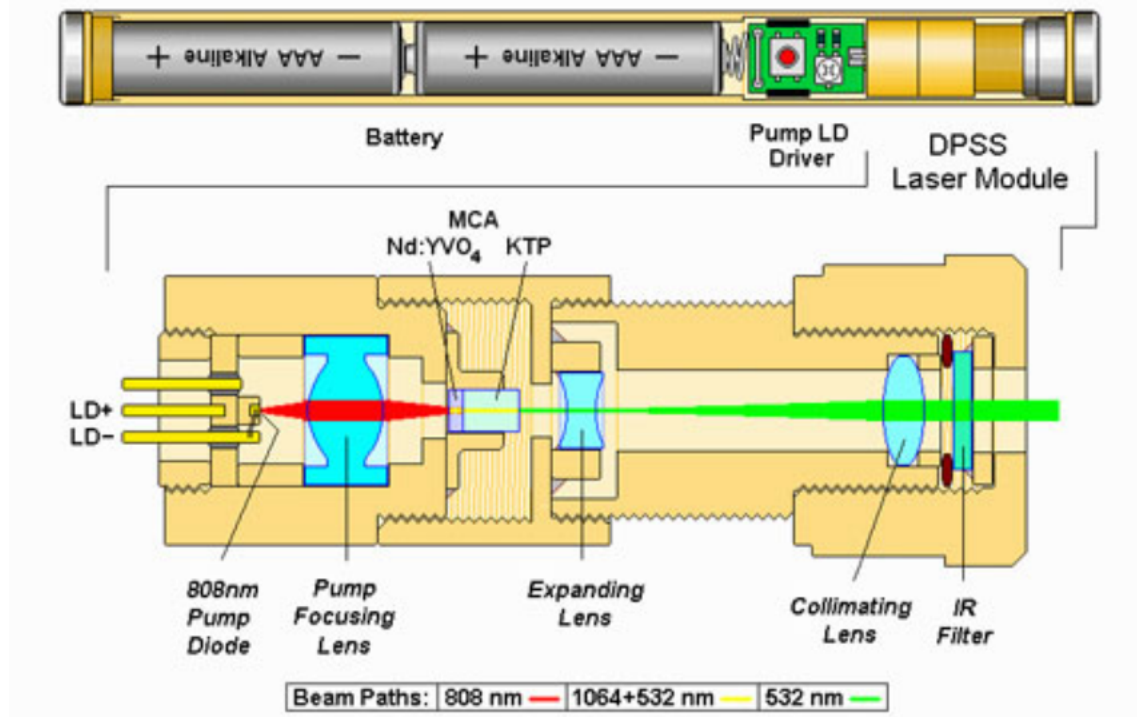 + AAA Alkaline − + AAA Alkaline −
Battery
Pump LD
Driver
DPSS
Laser Module
MCA
Nd:YVO4 KTP
LD+
LD−
808nm
Pump
Diode
Pump
Focusing
Lens
Expanding
Lens
Collimating
Lens
IR
Filter
Beam Paths: 808 nm 1064+532 nm 532 nm